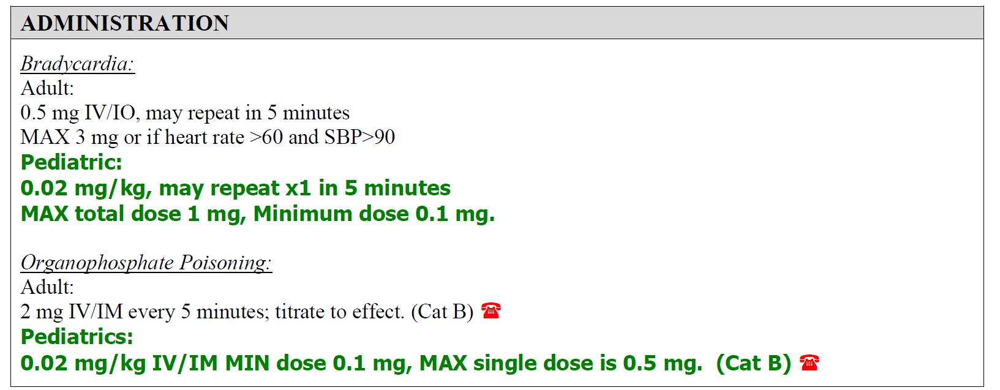 ADMINISTRATION
Bradycardia:
Adult:
0.5 mg IV/IO, may repeat in 5 minutes
MAX 3 mg or if heart rate >60 and SBP>90
Pediatric:
0.02 mg/kg, may repeat x1 in 5 minutes
MAX total dose 1 mg, Minimum dose 0.1 mg.
Organophosphate Poisoning:
Adult:
2 mg IV/IM every 5 minutes; titrate to effect. (Cat B) ☎
Pediatrics:
0.02 mg/kg IV/IM MIN dose 0.1 mg, MAX single dose is 0.5 mg.  (Cat B) ☎